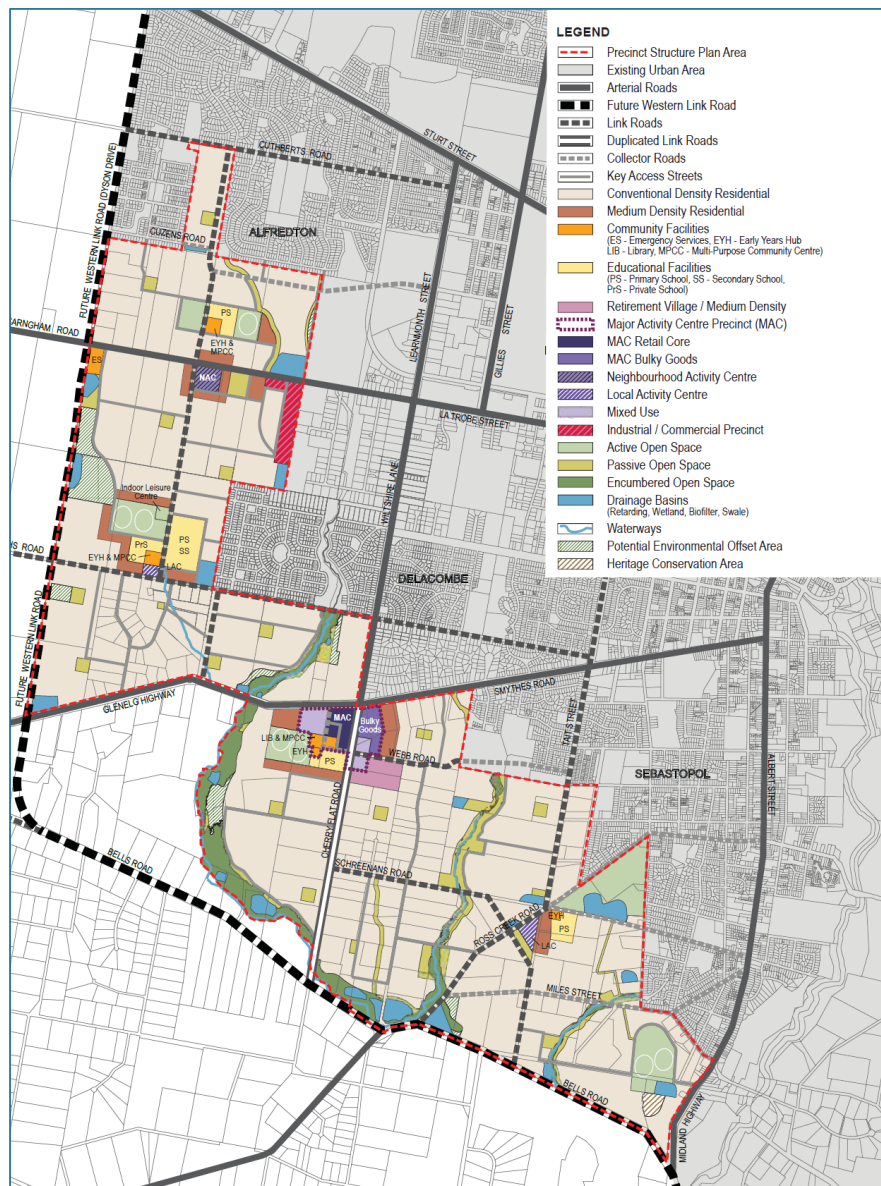 LEGEND
Precinct Structure Plan Area
Existing Urban Area
Arterial Roads
Future Western Link Road
Link Roads
Duplicated Link Roads
Collector Roads
Key Access Streets
Conventional Density Residential
Medium Density Residential
Community Facilities
(ES - Emergency Services, EYH - Early Years Hub
LIB - Library, MPCC - Multi-Purpose Community Centre)
Educational Facilities
(PS - Primary School, SS - Secondary School,
PrS - Private School)
Retirement Village / Medium Density
Major Activity Centre Precinct (MAC)
MAC Retail Core
MAC Bulky Goods
Neighbourhood Activity Centre
Local Activity Centre
Mixed Use
Industrial / Commercial Precinct
Active Open Space
Passive Open Space
Encumbered Open Space
Drainage Basins
(Retarding, Wetland, Biofilter, Swale)
Waterways
Potential Environmental Offset Area
Heritage Conservation Area
STURT STREET
CUTHBERTS ROAD
CUZENS ROAD
ALFREDTON
FUTURE WESTERN LINK ROAD (DYSON DRIVE)
LEARNMONTH STREET
GILLIES STREET
PS
EYH &
MPCC
ARNGHAM ROAD
ES
NAC
LA TROBE STREET
WILTSHIRE LANE
Indoor Leisure
Centre
PS
SS
PrS
EYH & MPCC
LAC
HS ROAD
DELACOMBE
FUTURE WESTERN LINK ROAD
SMYTHES ROAD
GLENELG HIGHWAY
MAC
Bulky
Goods
LIB & MPCC
EYH
PS
WEBB ROAD
TAIT STREET
SEBASTOPOL
ALBERT STREET
CHERRY FLAT ROAD
BELLS ROAD
SCHREENANS ROAD
ROSS CREEK ROAD
EYH
PS
LAC
MILES STREET
BELLS ROAD
MIDLAND HIGHWAY